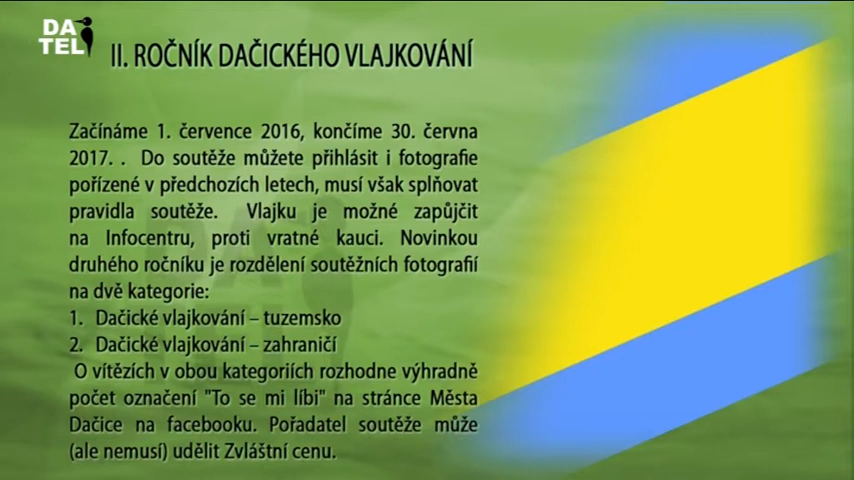 DA
TEL
II. ROČNÍK DAČICKÉHO VLAJKOVÁNÍ
Začínáme 1. července 2016, končíme 30. června
2017. . Do soutěže můžete přihlásit i fotografie
pořízené v předchozích letech, musí však splňovat
pravidla soutěže. Vlajku je možné zapůjčit
na Infocentru, proti vratné kauci. Novinkou
druhého ročníku je rozdělení soutěžních fotografií
na dvě kategorie:
1. Dačické vlajkování – tuzemsko
2. Dačické vlajkování – zahraničí
O vítězích v obou kategoriích rozhodne výhradně
počet označení "To se mi líbi" na stránce Města
Dačice na facebooku. Pořadatel soutěže může
(ale nemusí) udělit Zvláštní cenu.